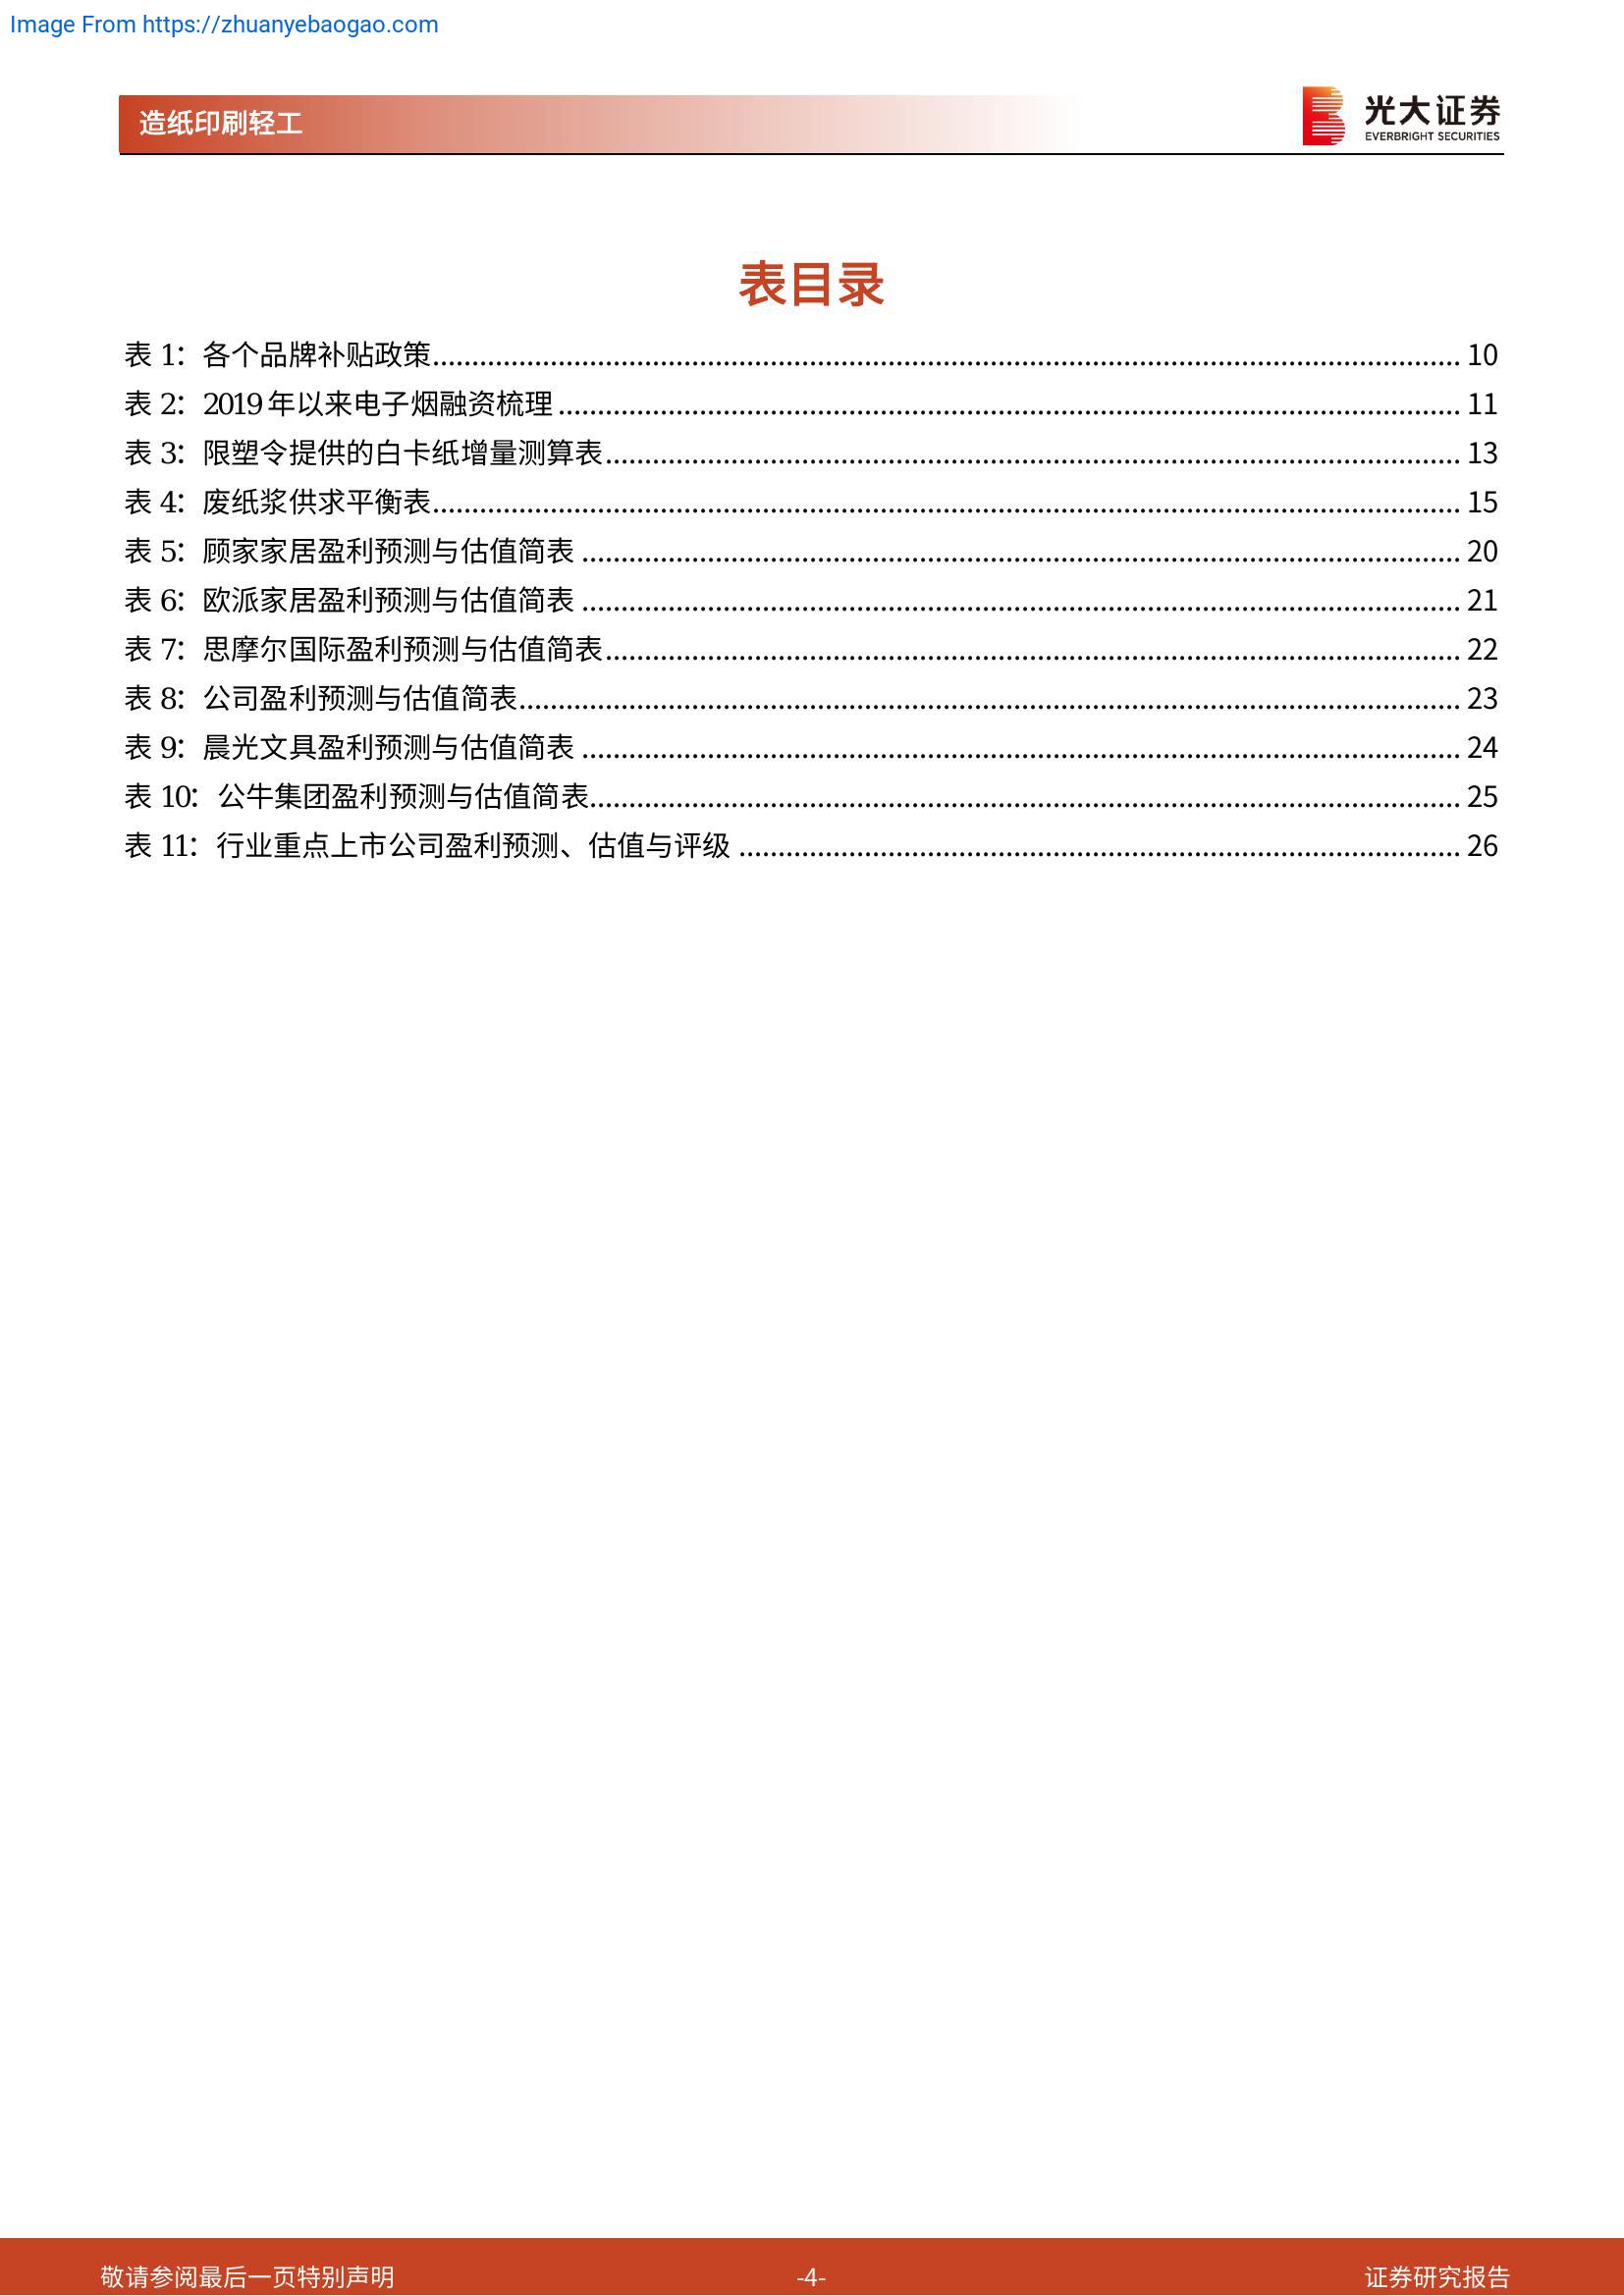 Image From https://zhuanyebaogao.com
造纸印刷轻工
光大证券
EVERBRIGHT SECURITIES
表目录
表 1：各个品牌补贴政策........ 10
表 2：2019 年以来电子烟融资梳理 ........ 11
表 3：限塑令提供的白卡纸增量测算表........ 13
表 4：废纸浆供求平衡表........ 15
表 5：顾家家居盈利预测与估值简表 ........ 20
表 6：欧派家居盈利预测与估值简表 ........ 21
表 7：思摩尔国际盈利预测与估值简表........ 22
表 8：公司盈利预测与估值简表........ 23
表 9：晨光文具盈利预测与估值简表 ........ 24
表 10：公牛集团盈利预测与估值简表........ 25
表 11：行业重点上市公司盈利预测、估值与评级 ........ 26
敬请参阅最后一页特别声明
-4-
证券研究报告